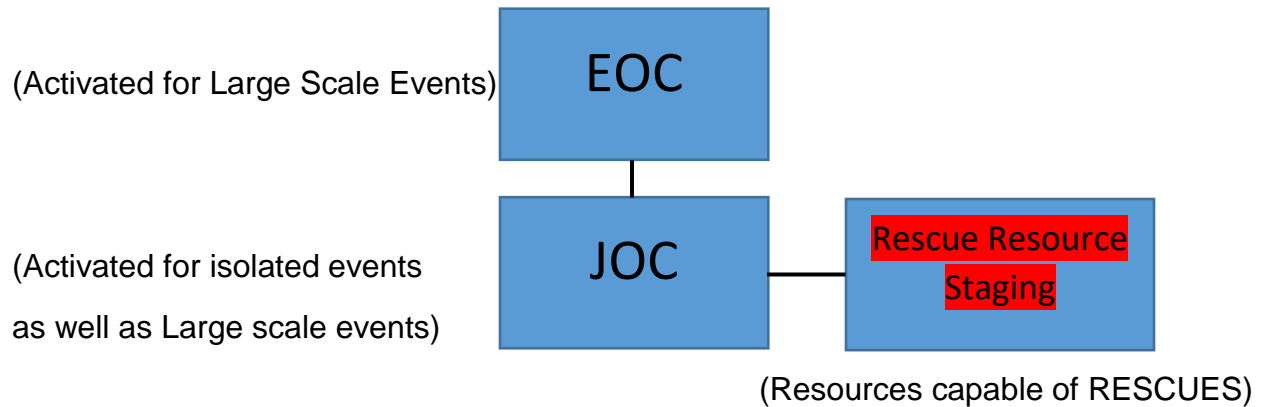 (Activated for Large Scale Events)
EOC
(Activated for isolated events
as well as Large scale events)
JOC
Rescue Resource
Staging
(Resources capable of RESCUES)